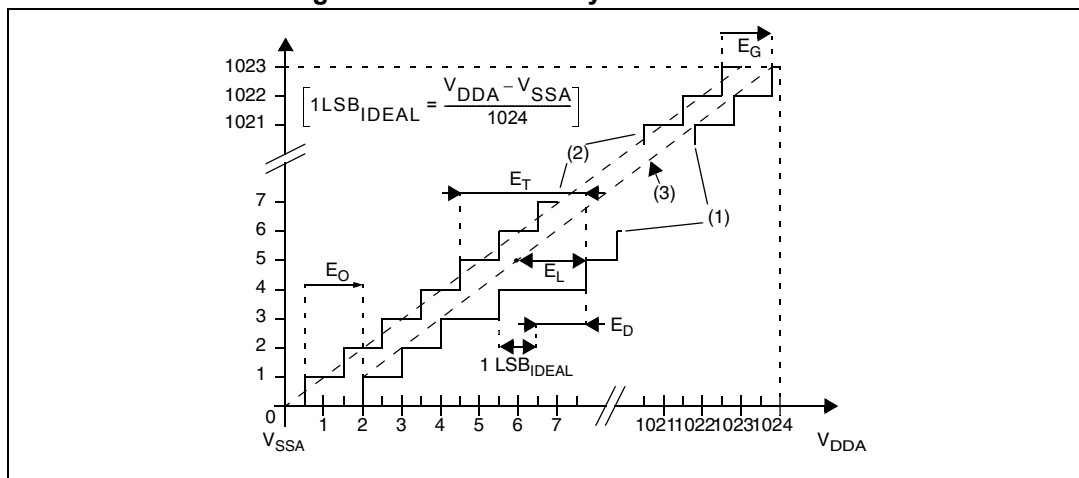 E_G
1023
1022
1021
[1LSB_IDEAL = (V_DDA – V_SSA) / 1024]
(2)
(3)
(1)
E_T
7
6
5
4
3
2
1
0
E_O
E_L
E_D
1 LSB_IDEAL
1 2 3 4 5 6 7 1021 1022 1023 1024
V_SSA
V_DDA